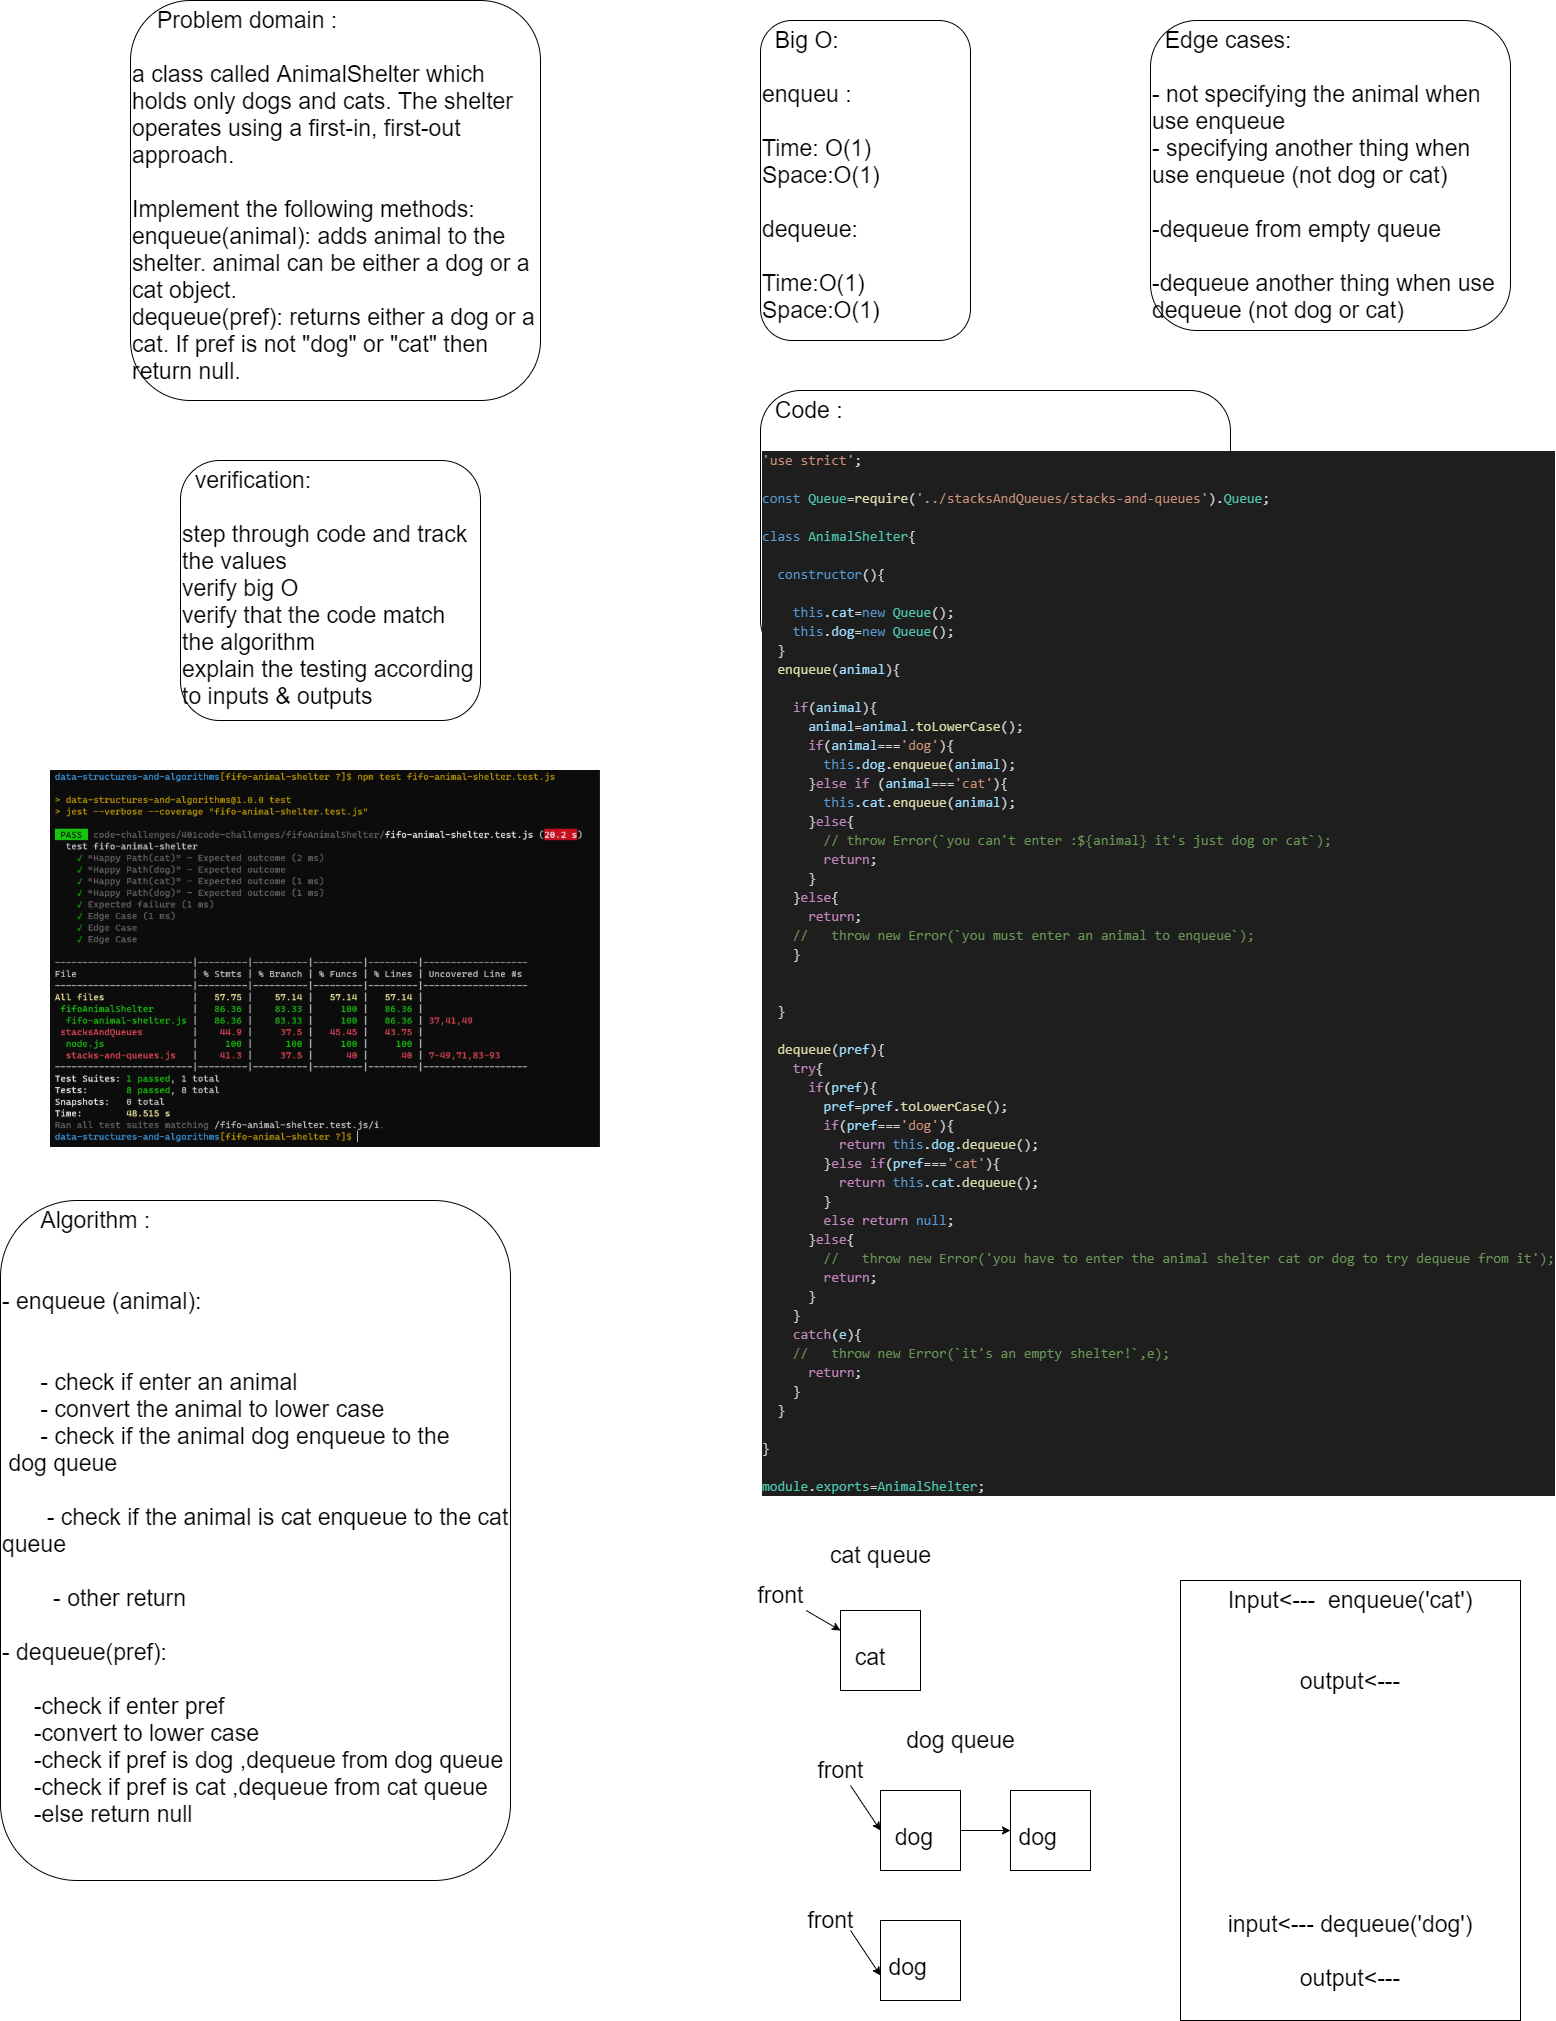 Problem domain :
a class called AnimalShelter which
holds only dogs and cats. The shelter
operates using a first-in, first-out
approach.
Implement the following methods:
enqueue(animal): adds animal to the
shelter. animal can be either a dog or a
cat object.
dequeue(pref): returns either a dog or a
cat. If pref is not "dog" or "cat" then
return null.
Big O:
enqueu :
Time: O(1)
Space:O(1)
dequeue:
Time:O(1)
Space:O(1)
Edge cases:
- not specifying the animal when
use enqueue
- specifying another thing when
use enqueue (not dog or cat)
-dequeue from empty queue
-dequeue another thing when use
dequeue (not dog or cat)
verification:
step through code and track
the values
verify big O
verify that the code match
the algorithm
explain the testing according
to inputs & outputs
data-structures-and-algorithms[fifo-animal-shelter ?]$ npm test fifo-animal-shelter.test.js
> data-structures-and-algorithms@1.0.0 test
> jest --verbose --coverage "fifo-animal-shelter.test.js"
PASS code-challenges/401code-challenges/fifoAnimalShelter/fifo-animal-shelter.test.js (20.2 s)
test fifo-animal-shelter
√ "Happy Path(cat)" - Expected outcome (2 ms)
√ "Happy Path(dog)" - Expected outcome
√ "Happy Path(cat)" - Expected outcome (1 ms)
√ "Happy Path(dog)" - Expected outcome (1 ms)
√ Expected failure (1 ms)
√ Edge Case (1 ms)
√ Edge Case
√ Edge Case
-------------------------|---------|----------|---------|---------|-------------------
File | % Stmts | % Branch | % Funcs | % Lines | Uncovered Line #s
-------------------------|---------|----------|---------|---------|-------------------
All files | 57.75 | 57.14 | 57.14 | 57.14 |
fifoAnimalShelter | 86.36 | 83.33 | 100 | 86.36 |
fifo-animal-shelter.js | 86.36 | 83.33 | 100 | 86.36 | 37,41,49
stacksAndQueues | 44.9 | 37.5 | 45.45 | 43.75 |
node.js | 100 | 100 | 100 | 100 |
stacks-and-queues.js | 41.3 | 37.5 | 40 | 40 | 7-49,71,83-93
-------------------------|---------|----------|---------|---------|-------------------
Test Suites: 1 passed, 1 total
Tests: 8 passed, 8 total
Snapshots: 0 total
Time: 48.515 s
Ran all test suites matching /fifo-animal-shelter.test.js/i.
data-structures-and-algorithms[fifo-animal-shelter ?]$
Code :
'use strict';
const Queue=require('../stacksAndQueues/stacks-and-queues').Queue;
class AnimalShelter{
constructor(){
this.cat=new Queue();
this.dog=new Queue();
}
enqueue(animal){
if(animal){
animal=animal.toLowerCase();
if(animal==='dog'){
this.dog.enqueue(animal);
}else if (animal==='cat'){
this.cat.enqueue(animal);
}else{
// throw Error(`you can't enter :${animal} it's just dog or cat`);
return;
}
}else{
return;
//   throw new Error(`you must enter an animal to enqueue`);
}
}
dequeue(pref){
try{
if(pref){
pref=pref.toLowerCase();
if(pref==='dog'){
return this.dog.dequeue();
}else if(pref==='cat'){
return this.cat.dequeue();
}
else return null;
}else{
//   throw new Error('you have to enter the animal shelter cat or dog to try dequeue from it');
return;
}
}
catch(e){
//   throw new Error(`it's an empty shelter!`,e);
return;
}
}
}
module.exports=AnimalShelter;
Algorithm :
- enqueue (animal):
- check if enter an animal
- convert the animal to lower case
- check if the animal dog enqueue to the
dog queue
- check if the animal is cat enqueue to the cat
queue
- other return
- dequeue(pref):
-check if enter pref
-convert to lower case
-check if pref is dog ,dequeue from dog queue
-check if pref is cat ,dequeue from cat queue
-else return null
cat queue
front
cat
dog queue
front
dog
dog
front
dog
Input<---  enqueue('cat')
output<---
input<--- dequeue('dog')
output<---